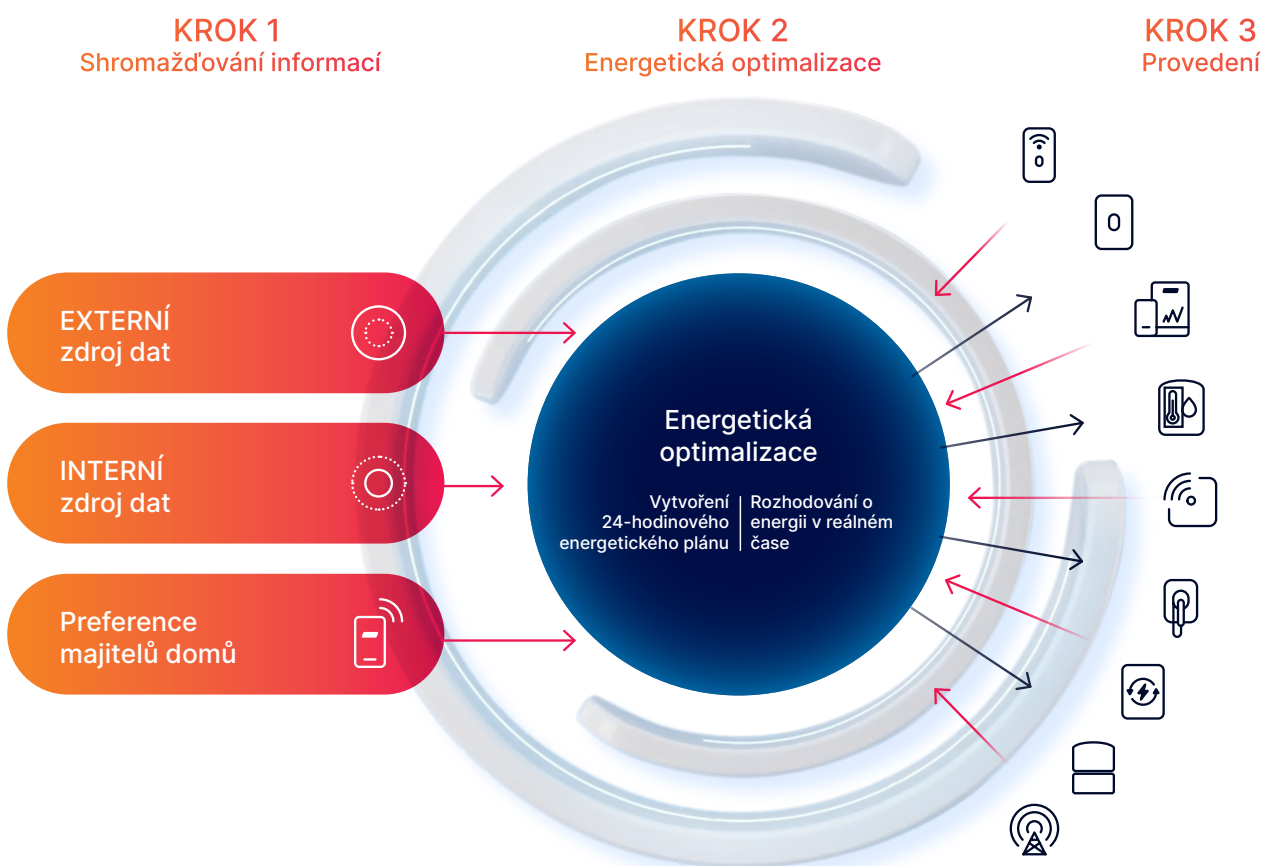 KROK 1
Shromažďování informací
KROK 2
Energetická optimalizace
KROK 3
Provedení
EXTERNÍ
zdroj dat
INTERNÍ
zdroj dat
Preference
majitelů domů
Energetická
optimalizace
Vytvoření
24-hodinového
energetického plánu
Rozhodování o
energii v reálném
čase